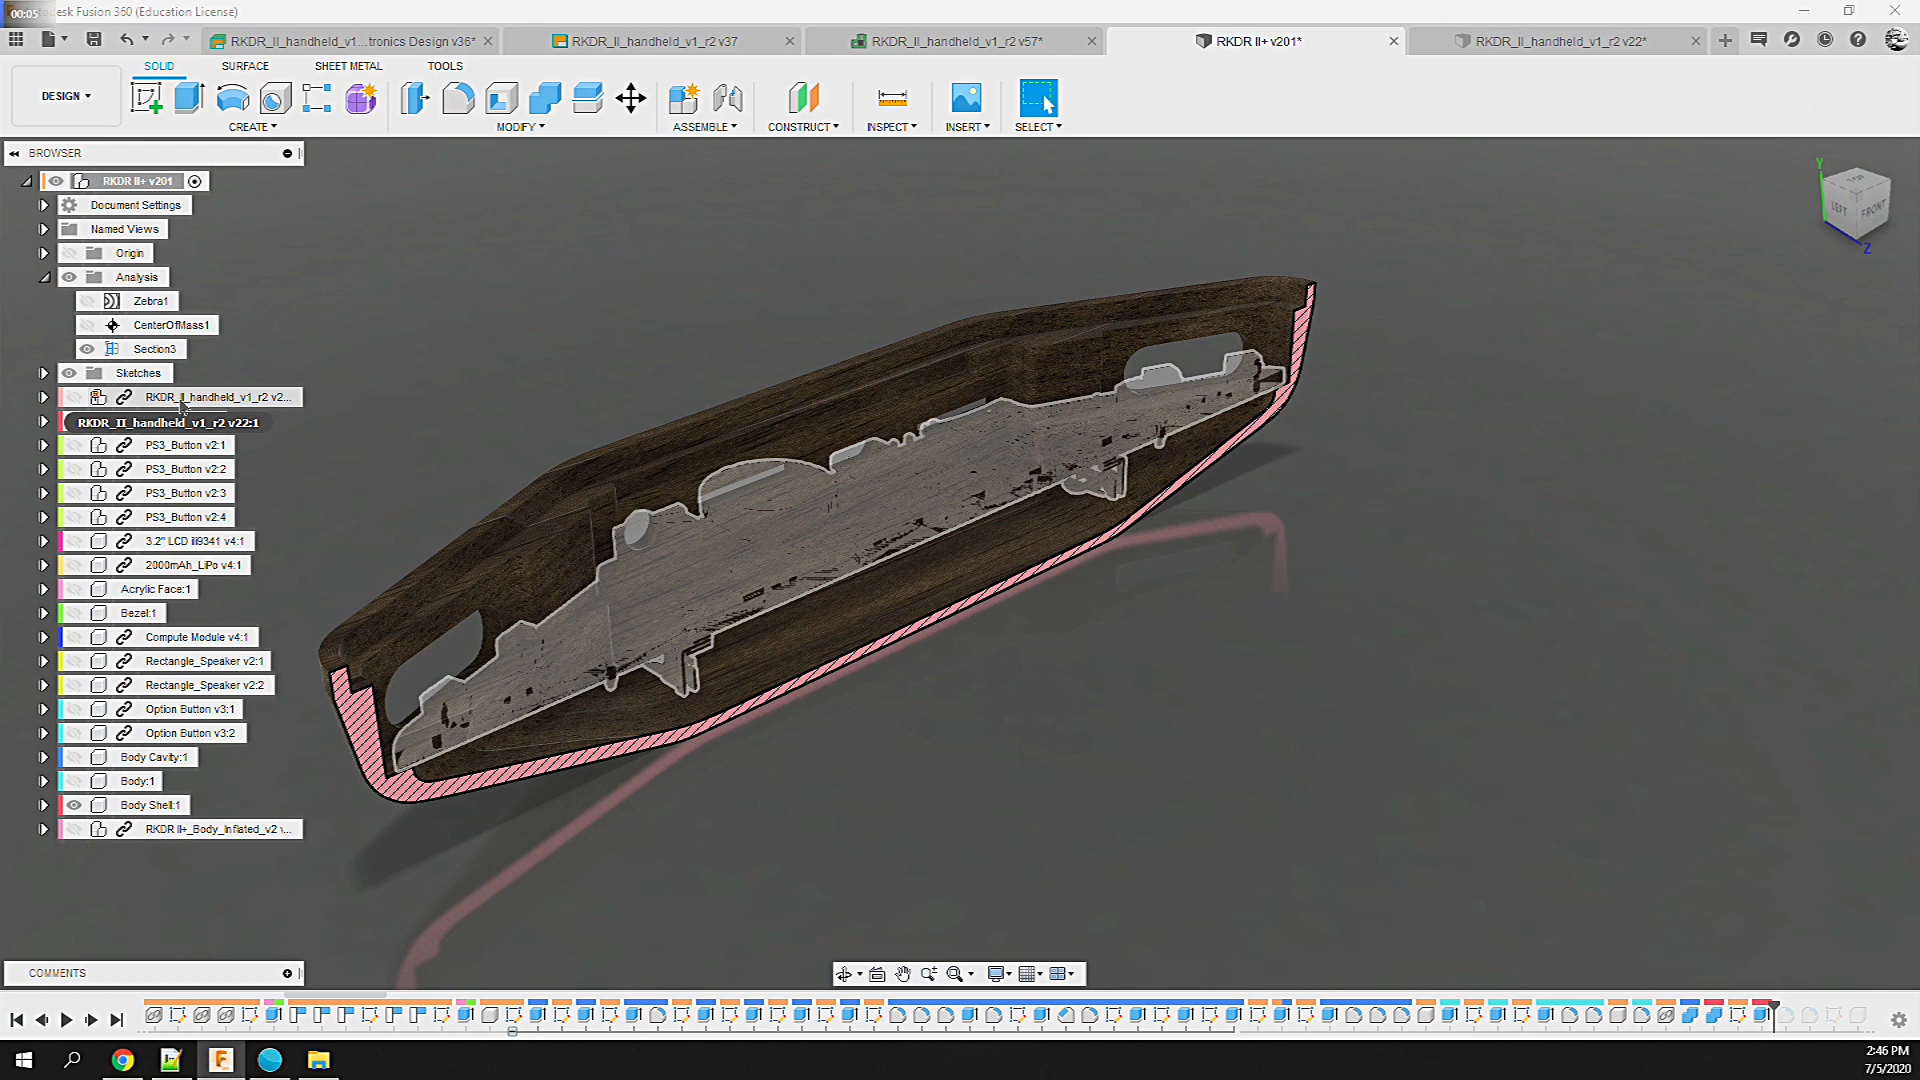 00:05
desk Fusion 360 (Education License)
RKDR_II_handheld_v1...tronics Design v36*
RKDR_II_handheld_v1_r2 v37
RKDR_II_handheld_v1_r2 v57*
RKDR II+ v201*
RKDR_II_handheld_v1_r2 v22*
SOLID
SURFACE
SHEET METAL
TOOLS
DESIGN
CREATE
MODIFY
ASSEMBLE
CONSTRUCT
INSPECT
INSERT
SELECT
BROWSER
RKDR II+ v201
Document Settings
Named Views
Origin
Analysis
Zebra1
CenterOfMass1
Section3
Sketches
RKDR_II_handheld_v1_r2 v2...
RKDR_II_handheld_v1_r2 v22:1
PS3_Button v2:1
PS3_Button v2:2
PS3_Button v2:3
PS3_Button v2:4
3.2" LCD ili9341 v4:1
2000mAh_LiPo v4:1
Acrylic Face:1
Bezel:1
Compute Module v4:1
Rectangle_Speaker v2:1
Rectangle_Speaker v2:2
Option Button v3:1
Option Button v3:2
Body Cavity:1
Body:1
Body Shell:1
RKDR II+_Body_Inflated_v2 v...
Y
TOP
LEFT
FRONT
Z
COMMENTS
2:46 PM
7/5/2020